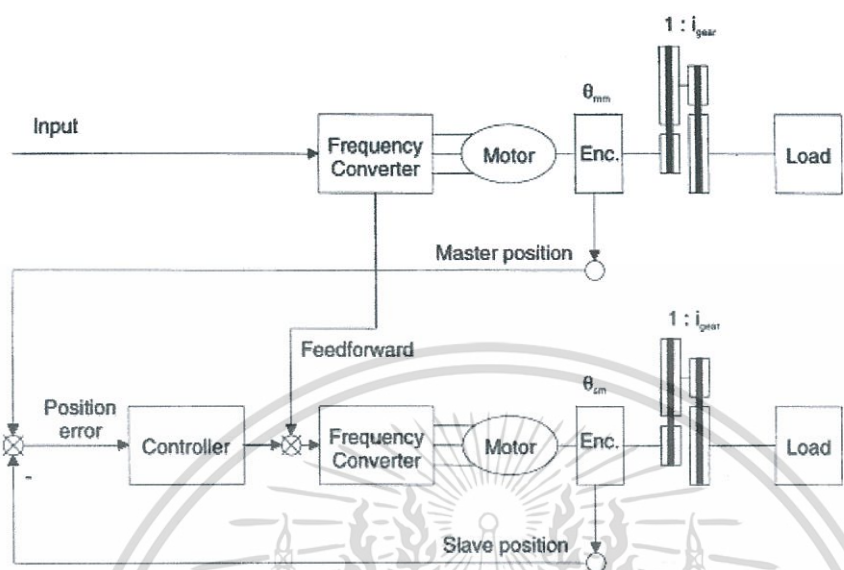 1 : i_gear
θ_mm
Input
Frequency
Converter
Motor
Enc.
Load
Master position
1 : i_gear
Feedforward
θ_sm
Position
error
Controller
Frequency
Converter
Motor
Enc.
Load
-
Slave position